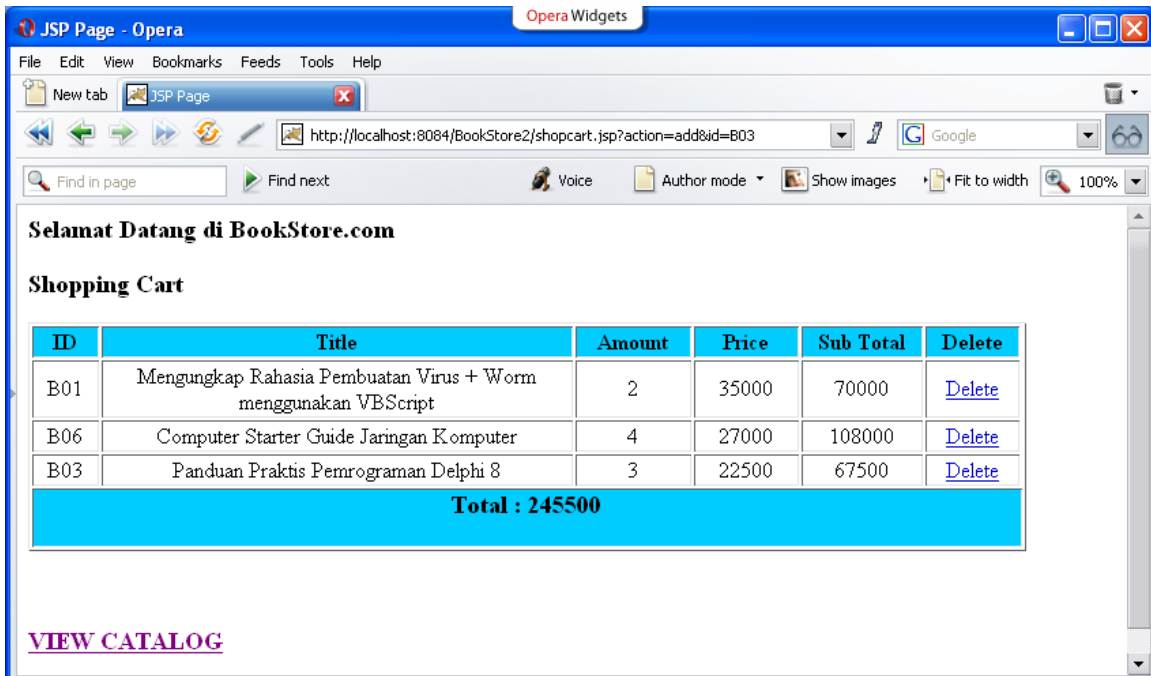 Opera Widgets
JSP Page - Opera
File Edit View Bookmarks Feeds Tools Help
New tab JSP Page
http://localhost:8084/BookStore2/shopcart.jsp?action=add&id=B03 G Google
Find in page Find next Voice Author mode Show images Fit to width 100%
Selamat Datang di BookStore.com
Shopping Cart
ID Title Amount Price Sub Total Delete
B01 Mengungkap Rahasia Pembuatan Virus + Worm menggunakan VBScript 2 35000 70000 Delete
B06 Computer Starter Guide Jaringan Komputer 4 27000 108000 Delete
B03 Panduan Praktis Pemrograman Delphi 8 3 22500 67500 Delete
Total : 245500
VIEW CATALOG